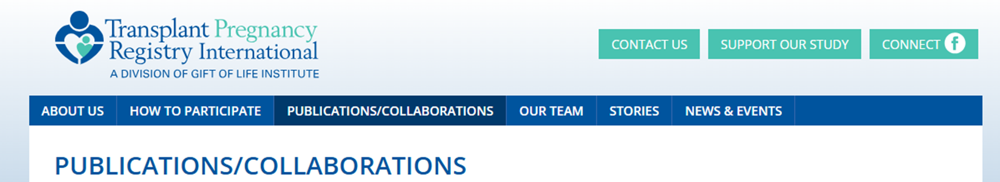 Transplant Pregnancy
Registry International
A DIVISION OF GIFT OF LIFE INSTITUTE
CONTACT US
SUPPORT OUR STUDY
CONNECT f
ABOUT US
HOW TO PARTICIPATE
PUBLICATIONS/COLLABORATIONS
OUR TEAM
STORIES
NEWS & EVENTS
PUBLICATIONS/COLLABORATIONS